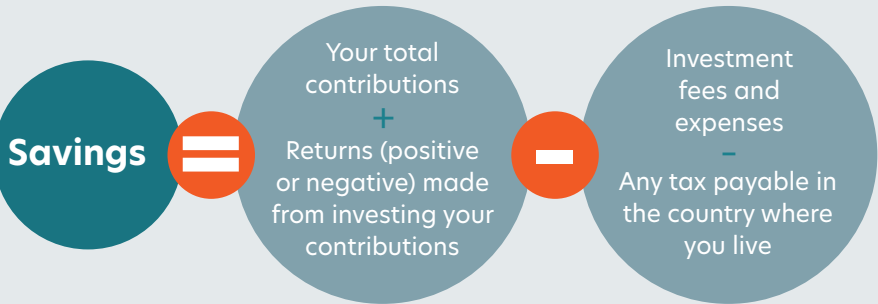 Savings
=
Your total
contributions
+
Returns (positive
or negative) made
from investing your
contributions
-
Investment
fees and
expenses
-
Any tax payable in
the country where
you live